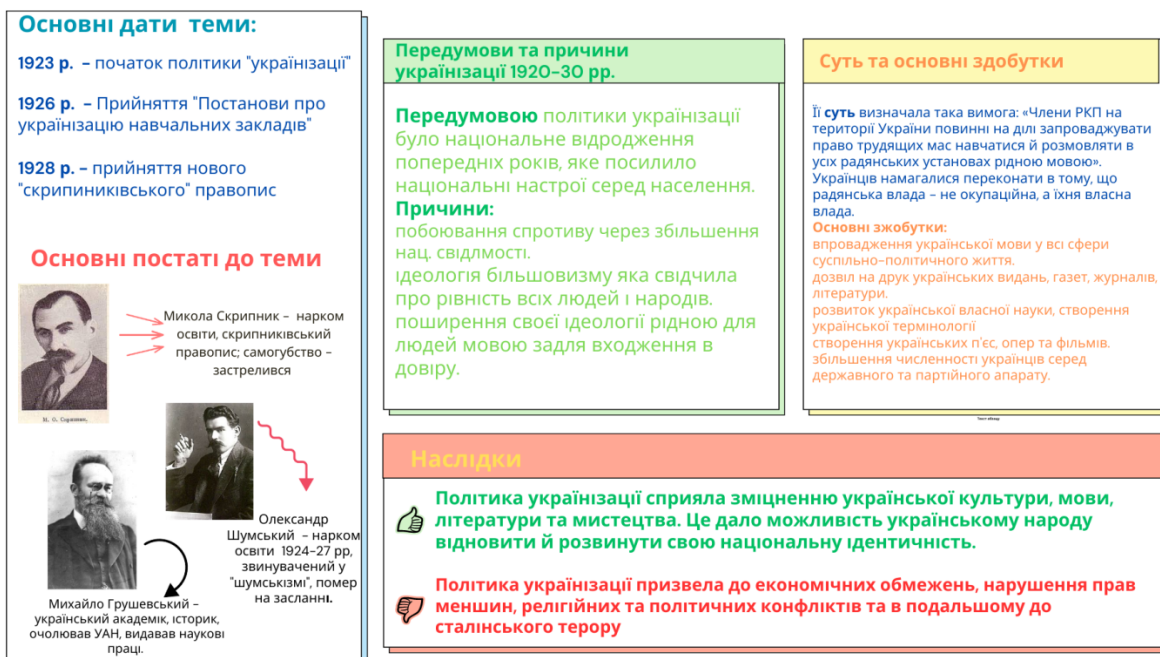 Основні дати теми:
1923 р. – початок політики "українізації"
1926 р. – Прийняття "Постанови про
українізацію навчальних закладів"
1928 р. – прийняття нового
"скрипиниківського" правопис
Основні постаті до теми
Микола Скрипник – нарком
освіти, скрипниківський
правопис; самогубство –
застрелився
Олександр
Шумський – нарком
освіти 1924-27 рр,
звинувачений у
"шумськізмі", помер
на засланні.
Михайло Грушевський –
український академік, історик,
очолював УАН, видавав наукові
праці.
Передумови та причини
українізації 1920-30 рр.
Передумовою політики українізації
було національне відродження
попередніх років, яке посилило
національні настрої серед населення.
Причини:
побоювання спротиву через збільшення
нац. свідлмості.
ідеологія більшовизму яка свідчила
про рівність всіх людей і народів.
поширення своєї ідеології рідною для
людей мовою задля входження в
довіру.
Суть та основні здобутки
Її суть визначала така вимога: «Члени РКП на
території України повинні на ділі запроваджувати
право трудящих мас навчатися й розмовляти в
усіх радянських установах рідною мовою».
Українців намагалися переконати в тому, що
радянська влада – не окупаційна, а їхня власна
влада.
Основні зжобутки:
впровадження української мови у всі сфери
суспільно-політичного життя.
дозвіл на друк українських видань, газет, журналів,
літератури.
розвиток української власної науки, створення
української термінології
створення українських п'єс, опер та фільмів.
збільшення численності українців серед
державного та партійного апарату.
Наслідки
Політика українізації сприяла зміцненню української культури, мови,
літератури та мистецтва. Це дало можливість українському народу
відновити й розвинути свою національну ідентичність.
Політика українізації призвела до економічних обмежень, нарушення прав
меншин, релігійних та політичних конфліктів та в подальшому до
сталінського терору